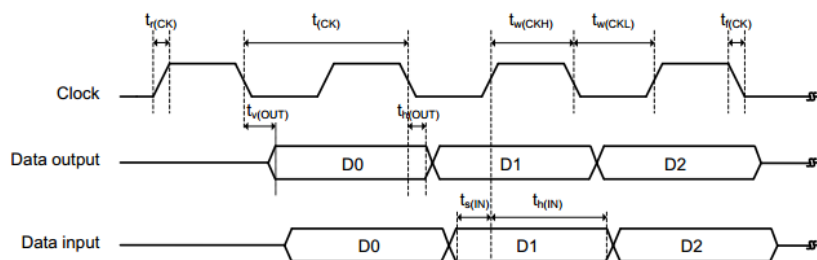 tr(CK) t(CK) tw(CKH) tw(CKL) tf(CK)
Clock
tv(OUT) th(OUT)
Data output D0 D1 D2
ts(IN) th(IN)
Data input D0 D1 D2